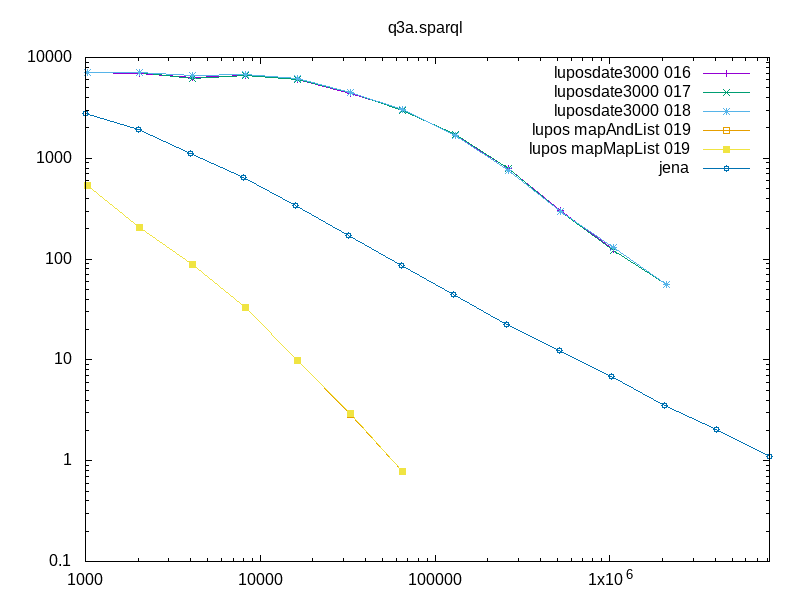 q3a.sparql
10000
1000
100
10
1
0.1
luposdate3000 016
luposdate3000 017
luposdate3000 018
lupos mapAndList 019
lupos mapMapList 019
jena
1000 10000 100000 1x10^6